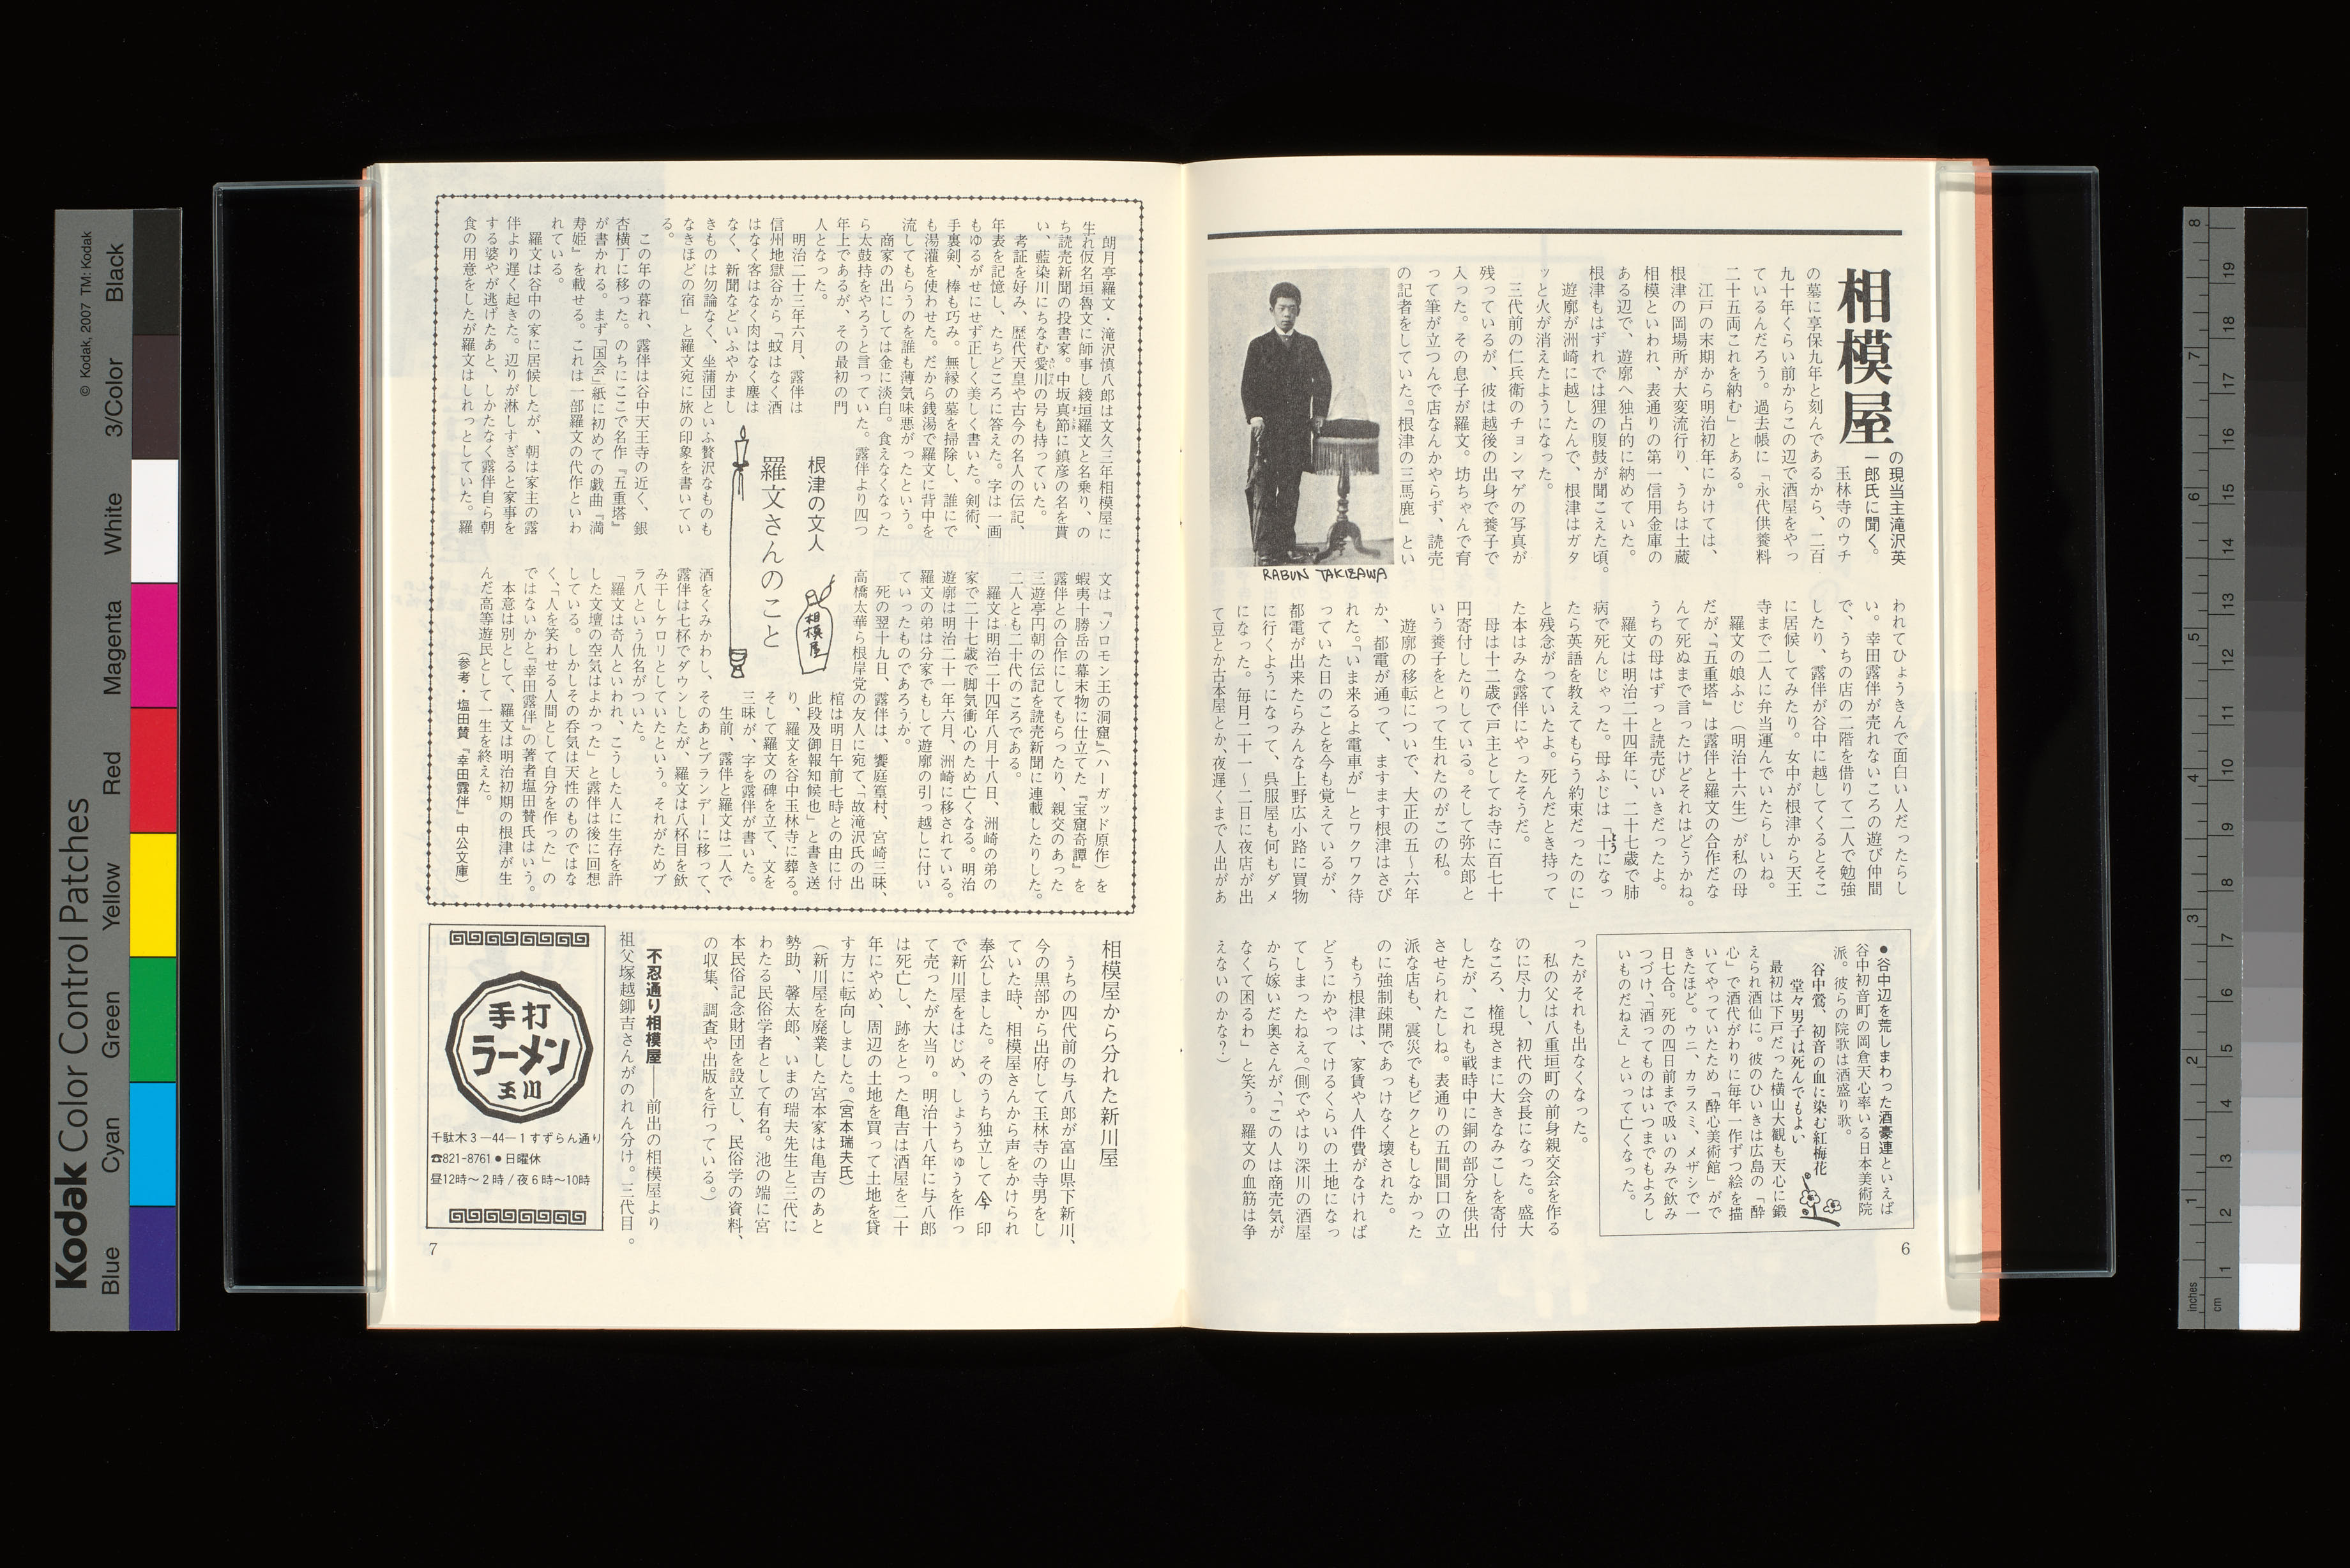 相模屋
の現当主滝沢英
一郎氏に聞く。
玉林寺のウチ
の墓に享保九年と刻んであるから、二百
九十年くらい前からこの辺で酒屋をやっ
ているんだろう。過去帳に「永代供養料
二十五両これを納む」とある。
江戸の末期から明治初年にかけては、
根津の岡場所が大変流行り、うちは土蔵
相模といわれ、表通りの第一信用金庫の
ある辺で、遊廓へ独占的に納めていた。
根津もはずれでは狸の腹鼓が聞こえた頃。
遊廓が洲崎に越したんで、根津はガタ
ッと火が消えたようになった。
三代前の仁兵衛のチョンマゲの写真が
残っているが、彼は越後の出身で養子で
入った。その息子が羅文。坊ちゃんで育
って筆が立つんで店なんかやらず、読売
の記者をしていた。「根津の三馬鹿」とい
RABUN TAKIZAWA
われてひょうきんで面白い人だったらし
い。幸田露伴が売れないころの遊び仲間
で、うちの店の二階を借りて二人で勉強
したり、露伴が谷中に越してくるとそこ
に居候してみたり。女中が根津から天王
寺まで二人に弁当運んでいたらしいね。
羅文の娘ふじ（明治十六生）が私の母
だが、『五重塔』は露伴と羅文の合作だな
んて死ぬまで言ったけどそれはどうかね。
うちの母はずっと読売びいきだったよ。
羅文は明治二十四年に、二十七歳で肺
病で死んじゃった。母ふじは「十になっ
たら英語を教えてもらう約束だったのに」
と残念がっていたよ。死んだとき持って
た本はみな露伴にやったそうだ。
母は十二歳で戸主としてお寺に百七十
円寄付したりしている。そして弥太郎と
いう養子をとって生れたのがこの私。
遊廓の移転について、大正の五～六年
か、都電が通って、ますます根津はさび
れた。「いま来るよ電車が」とワクワク待
っていた日のことを今も覚えているが、
都電が出来たらみんな上野広小路に買物
に行くようになって、呉服屋も何もダメ
になった。毎月二十一～二日に夜店が出
て豆とか古本屋とか、夜遅くまで人出があ
●谷中辺を荒しまわった酒豪連といえば
谷中初音町の岡倉天心率いる日本美術院
派。彼らの院歌は酒盛り歌。
谷中鶯、初音の血に染む紅梅花
堂々男子は死んでもよい
最初は下戸だった横山大観も天心に鍛
えられ酒仙に。彼のひいきは広島の「酔
心」で酒代がわりに毎年一作ずつ絵を描
いてやっていたため「酔心美術館」がで
きたほど。ウニ、カラスミ、メザシで一
日七合。死の四日前まで吸いのみで飲み
つづけ、「酒ってものはいつまでもよろし
いものだねえ」といって亡くなった。
ったがそれも出なくなった。
私の父は八重垣町の前身親交会を作る
のに尽力し、初代の会長になった。盛大
なころ、権現さまに大きなみこしを寄付
したが、これも戦時中に銅の部分を供出
させられたしね。表通りの五間間口の立
派な店も、震災でもビクともしなかった
のに強制疎開であっけなく壊された。
もう根津は、家賃や人件費がなければ
どうにかやってけるくらいの土地になっ
てしまったねえ。（側でやはり深川の酒屋
から嫁いだ奥さんが、「この人は商売気が
なくて困るわ」と笑う。羅文の血筋は争
えないのかな？）
6
根津の文人
羅文さんのこと
相模屋
朗月亭羅文・滝沢慎八郎は文久三年相模屋に
生れ仮名垣魯文に師事し綾垣羅文と名乗り、の
ち読売新聞の投書家。中坂真節に鎮彦の名を貰
い、藍染川にちなむ愛川の号も持っていた。
考証を好み、歴代天皇や古今の名人の伝記、
年表を記憶し、たちどころに答えた。字は一画
もゆるがせにせず正しく美しく書いた。剣術、
手裏剣、棒も巧み。無縁の墓を掃除し、誰にで
も湯灌を使わせた。だから銭湯で羅文に背中を
流してもらうのを誰も薄気味悪がったという。
商家の出にしては金に淡白。食えなくなった
ら太鼓持をやろうと言っていた。露伴より四つ
年上であるが、その最初の門
人となった。
明治二十三年六月、露伴は
信州地獄谷から「蚊はなく酒
はなく客はなく肉はなく塵は
なく、新聞などいふやかまし
きものは勿論なく、坐蒲団といふ贅沢なものも
なきほどの宿」と羅文宛に旅の印象を書いてい
る。
この年の暮れ、露伴は谷中天王寺の近く、銀
杏横丁に移った。のちにここで名作『五重塔』
が書かれる。まず「国会」紙に初めての戯曲『満
寿姫』を載せる。これは一部羅文の代作といわ
れている。
羅文は谷中の家に居候したが、朝は家主の露
伴より遅く起きた。辺りが淋しすぎると家事を
する婆やが逃げたあと、しかたなく露伴自ら朝
食の用意をしたが羅文はしれっとしていた。羅
文は『ソロモン王の洞窟』（ハーガッド原作）を
蝦夷十勝岳の幕末物に仕立てた『宝窟奇譚』を
露伴との合作にしてもらったり、親交のあった
三遊亭円朝の伝記を読売新聞に連載したりした。
二人とも二十代のころである。
羅文は明治二十四年八月十八日、洲崎の弟の
家で二十七歳で脚気衝心のため亡くなる。明治
遊廓は明治二十一年六月、洲崎に移されている。
羅文の弟は分家でもして遊廓の引っ越しに付い
ていったものであろうか。
死の翌十九日、露伴は、饗庭篁村、宮崎三昧、
高橋太華ら根岸党の友人に宛て、「故滝沢氏の出
棺は明日午前七時との由に付
此段及御報知候也」と書き送
り、羅文を谷中玉林寺に葬る。
そして羅文の碑を立て、文を
三昧が、字を露伴が書いた。
生前、露伴と羅文は二人で
酒をくみかわし、そのあとブランデーに移って、
露伴は七杯でダウンしたが、羅文は八杯目を飲
み干しケロリとしていたという。それがためブ
ラ八という仇名がついた。
「羅文は奇人といわれ、こうした人に生存を許
した文壇の空気はよかった」と露伴は後に回想
している。しかしその呑気は天性のものではな
く、「人を笑わせる人間として自分を作った」の
ではないかと『幸田露伴』の著者塩田賛氏はいう。
本意は別として、羅文は明治初期の根津が生
んだ高等遊民として一生を終えた。
（参考・塩田賛『幸田露伴』中公文庫）
相模屋から分れた新川屋
うちの四代前の与八郎が富山県下新川、
今の黒部から出府して玉林寺の寺男をし
ていた時、相模屋さんから声をかけられ
奉公しました。そのうち独立して 印
で新川屋をはじめ、しょうちゅうを作っ
て売ったが大当り。明治十八年に与八郎
は死亡し、跡をとった亀吉は酒屋を二十
年にやめ、周辺の土地を買って土地を貸
す方に転向しました。（宮本瑞夫氏）
（新川屋を廃業した宮本家は亀吉のあと
勢助、馨太郎、いまの瑞夫先生と三代に
わたる民俗学者として有名。池の端に宮
本民俗記念財団を設立し、民俗学の資料、
の収集、調査や出版を行っている。）
不忍通り相模屋――前出の相模屋より
祖父塚越鉚吉さんがのれん分け。三代目。
手打
ラーメン
玉川
千駄木3―44―1 すずらん通り
☎821-8761 ● 日曜休
昼12時～2時/夜6時～10時
7
Kodak Color Control Patches
© Kodak, 2007 TM: Kodak
Blue Cyan Green Yellow Red Magenta White 3/Color Black
inches 1 2 3 4 5 6 7 8
cm 1 2 3 4 5 6 7 8 9 10 11 12 13 14 15 16 17 18 19